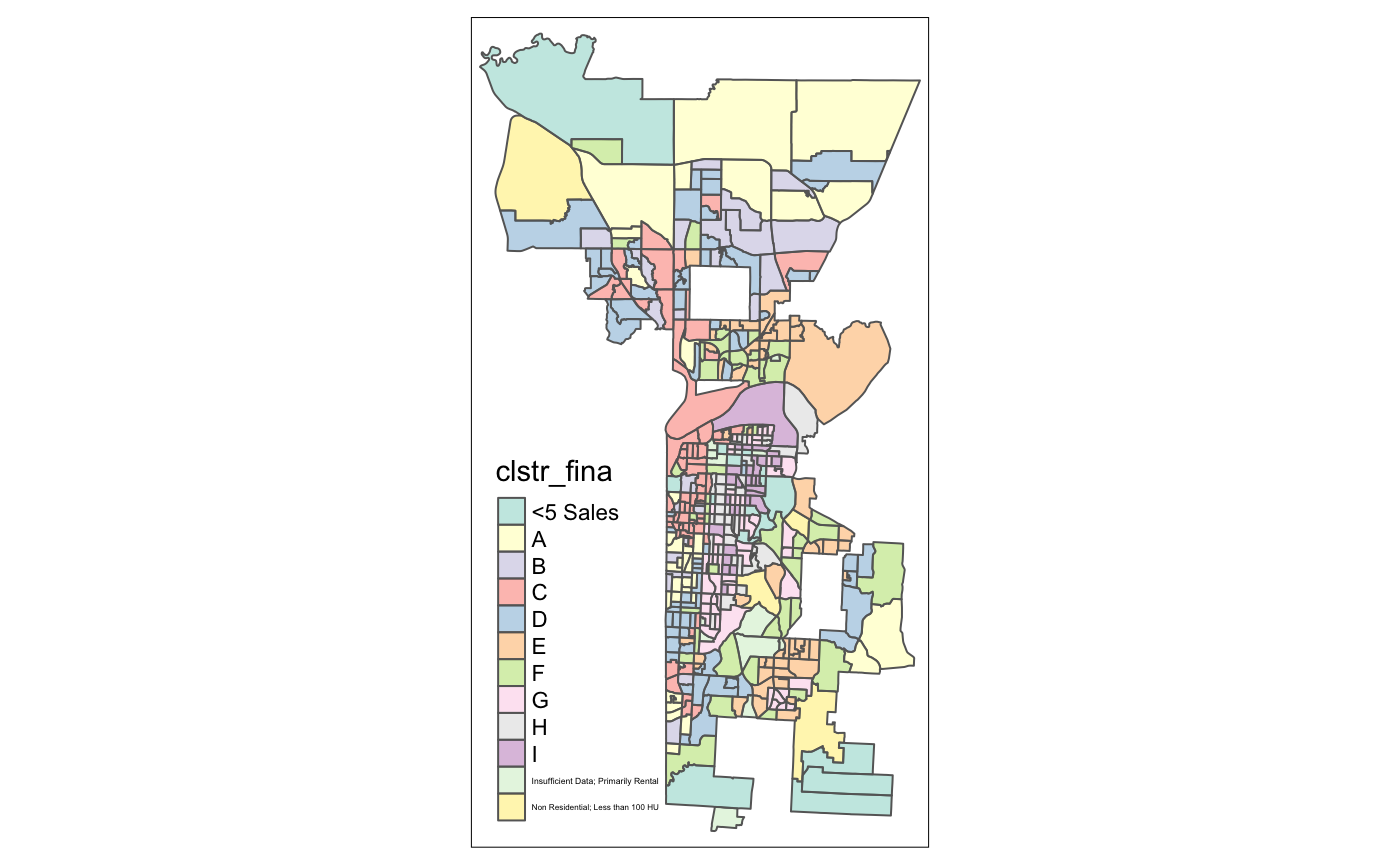 clstr_fina
<5 Sales
A
B
C
D
E
F
G
H
I
Insufficient Data; Primarily Rental
Non Residential; Less than 100 HU